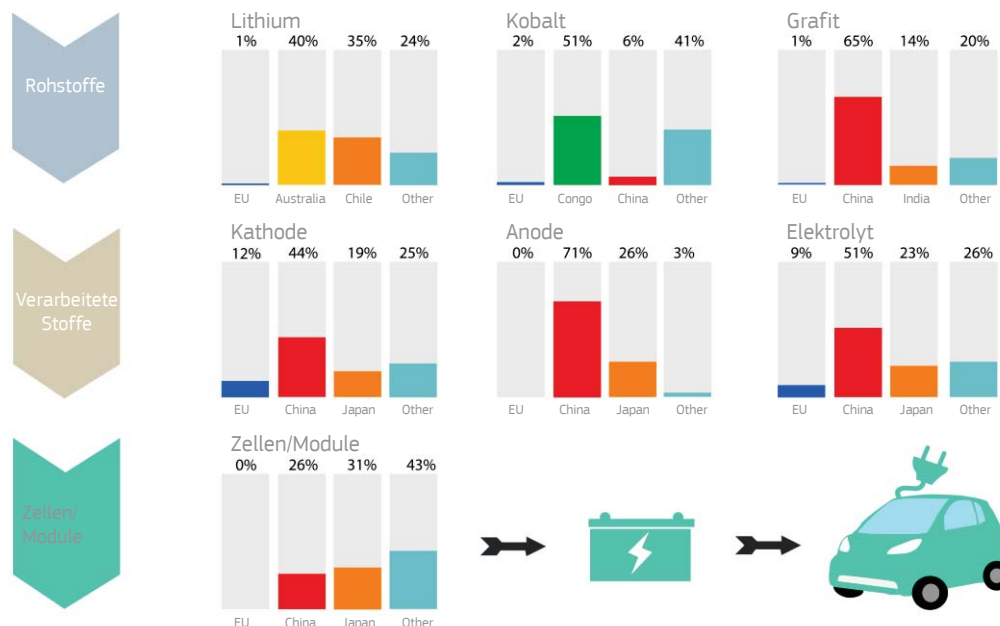 Lithium Kobalt Grafit
1% 40% 35% 24% 2% 51% 6% 41% 1% 65% 14% 20%
Rohstoffe
EU Australia Chile Other EU Congo China Other EU China India Other
Kathode Anode Elektrolyt
12% 44% 19% 25% 0% 71% 26% 3% 9% 51% 23% 26%
Verarbeitete
Stoffe
EU China Japan Other EU China Japan Other EU China Japan Other
Zellen/Module
0% 26% 31% 43%
Zellen/
Module
EU China Japan Other